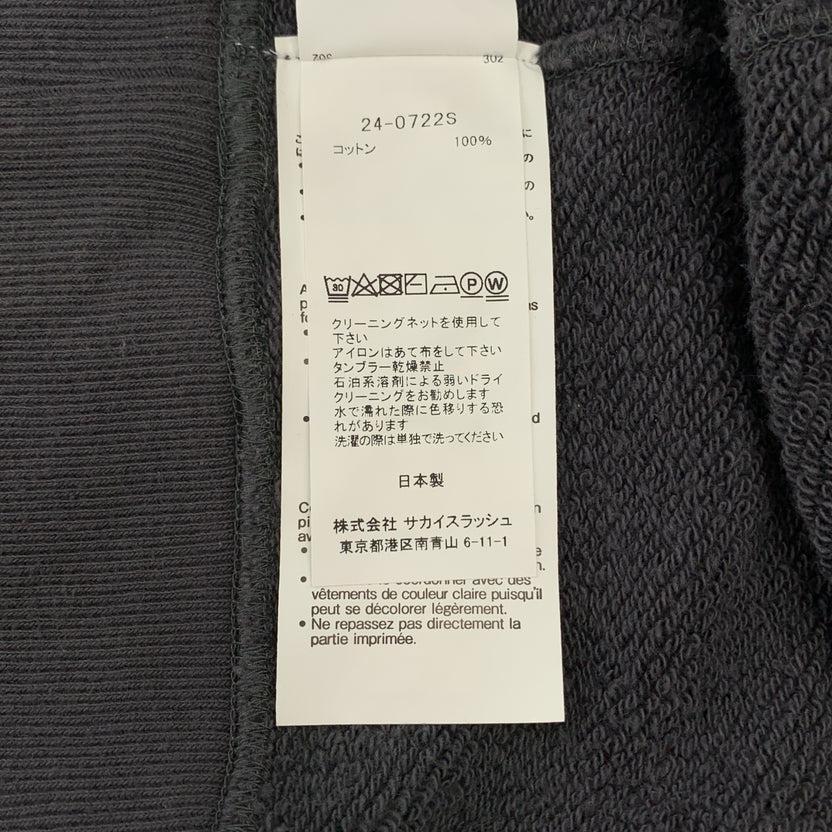 302
24-0722S
コットン 100%
30
P W
クリーニングネットを使用して
下さい
アイロンはあて布をして下さい
タンブラー乾燥禁止
石油系溶剤による弱いドライ
クリーニングをお勧めします
水で濡れた際に色移りする恐
れがあります
洗濯の際は単独で洗ってください
日本製
株式会社 サカイスラッシュ
東京都港区南青山 6-11-1
coordonner avec des
vêtements de couleur claire puisqu'il
peut se décolorer légèrement.
• Ne repassez pas directement la
partie imprimée.